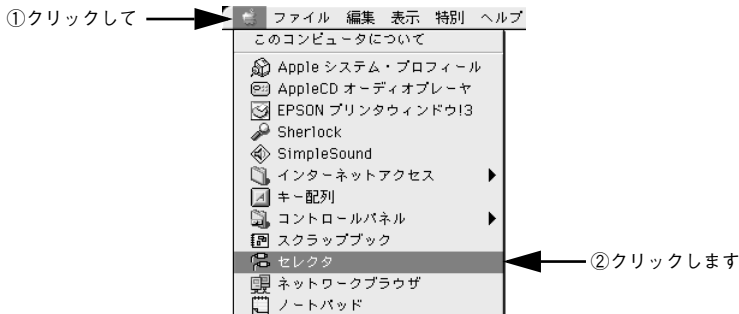 ①クリックして
ファイル 編集 表示 特別 ヘルプ
このコンピュータについて
Apple システム・プロフィール
AppleCD オーディオプレーヤ
EPSON プリンタウィンドウ!3
Sherlock
SimpleSound
インターネットアクセス
キー配列
コントロールパネル
スクラップブック
セレクタ
②クリックします
ネットワークブラウザ
ノートパッド